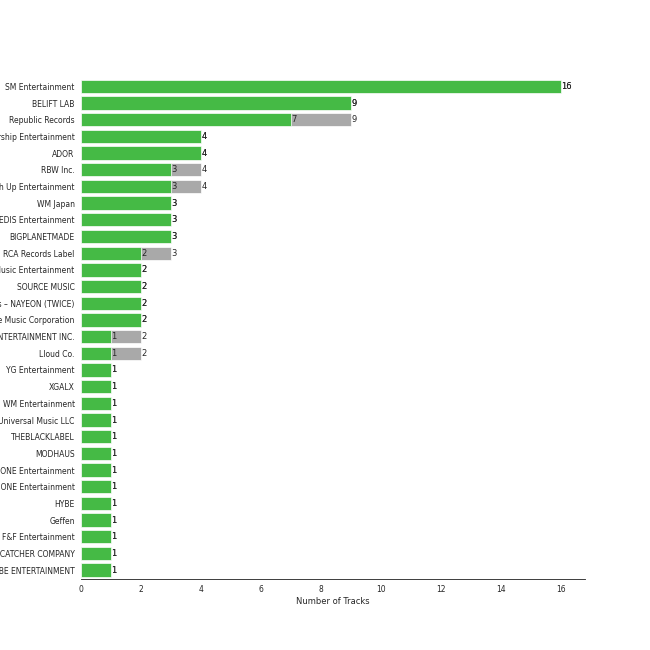 SM Entertainment 16
BELIFT LAB 9
Republic Records 7 9
rship Entertainment 4
ADOR 4
RBW Inc. 3 4
h Up Entertainment 3 4
WM Japan 3
EDIS Entertainment 3
BIGPLANETMADE 3
RCA Records Label 2 3
Music Entertainment 2
SOURCE MUSIC 2
s – NAYEON (TWICE) 2
e Music Corporation 2
NTERTAINMENT INC. 1 2
Lloud Co. 1 2
YG Entertainment 1
XGALX 1
WM Entertainment 1
Universal Music LLC 1
THEBLACKLABEL 1
MODHAUS 1
ONE Entertainment 1
ONE Entertainment 1
HYBE 1
Geffen 1
F&F Entertainment 1
CATCHER COMPANY 1
BE ENTERTAINMENT 1
0 2 4 6 8 10 12 14 16
Number of Tracks